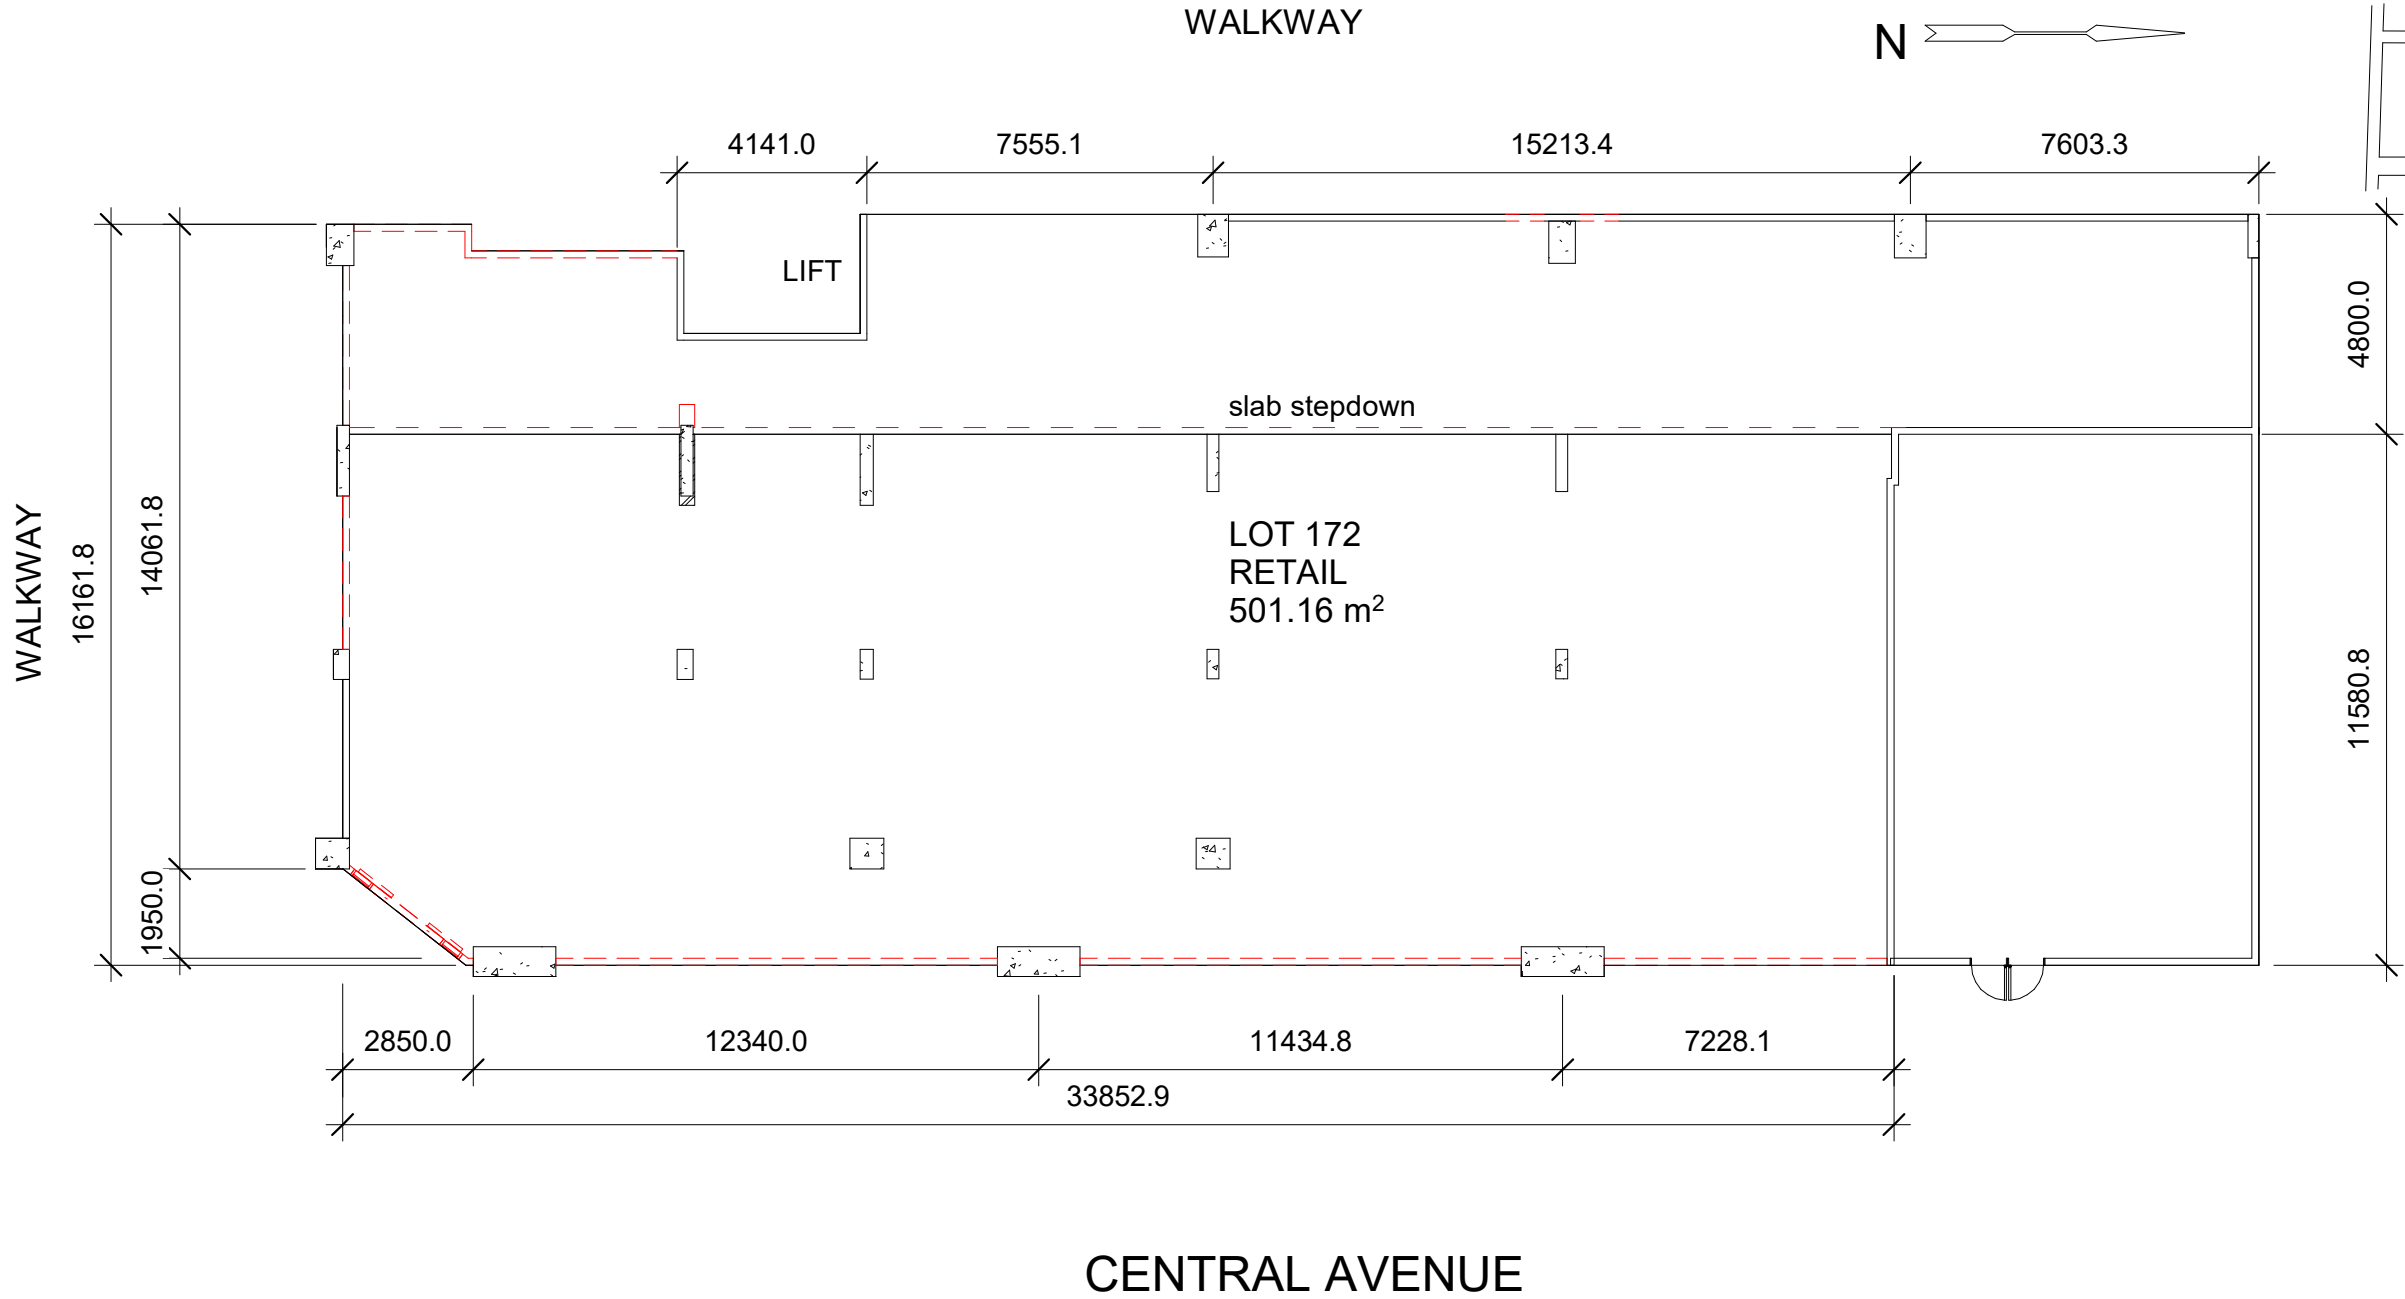 WALKWAY
N
4141.0
7555.1
15213.4
7603.3
LIFT
4800.0
slab stepdown
WALKWAY
16161.8
14061.8
LOT 172
RETAIL
501.16 m²
11580.8
1950.0
2850.0
12340.0
11434.8
7228.1
33852.9
CENTRAL AVENUE